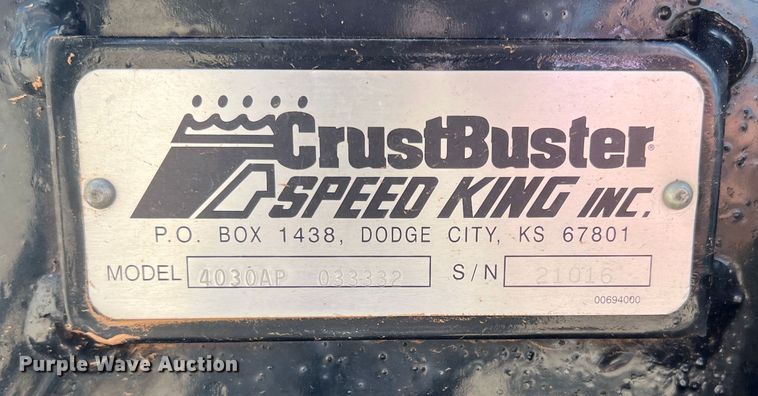 CrustBuster®
SPEED KING INC.
P.O. BOX 1438, DODGE CITY, KS 67801
MODEL 4030AP 033332 S/N 21016
00694000
Purple Wave Auction